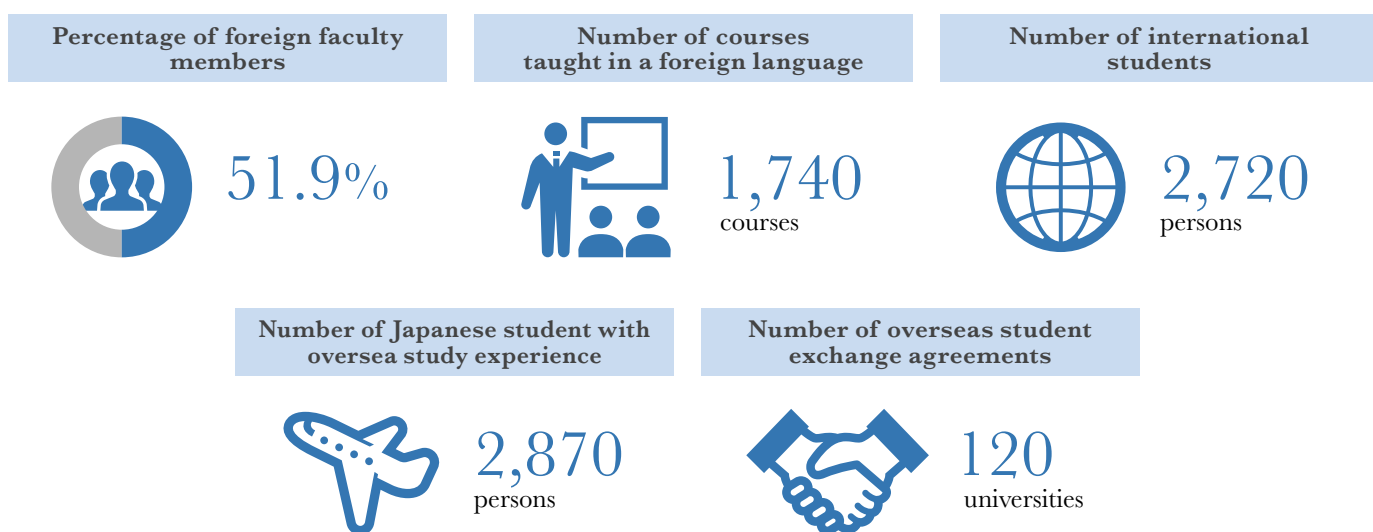 Percentage of foreign faculty
members
51.9%
Number of courses
taught in a foreign language
1,740
courses
Number of international
students
2,720
persons
Number of Japanese student with
oversea study experience
2,870
persons
Number of overseas student
exchange agreements
120
universities